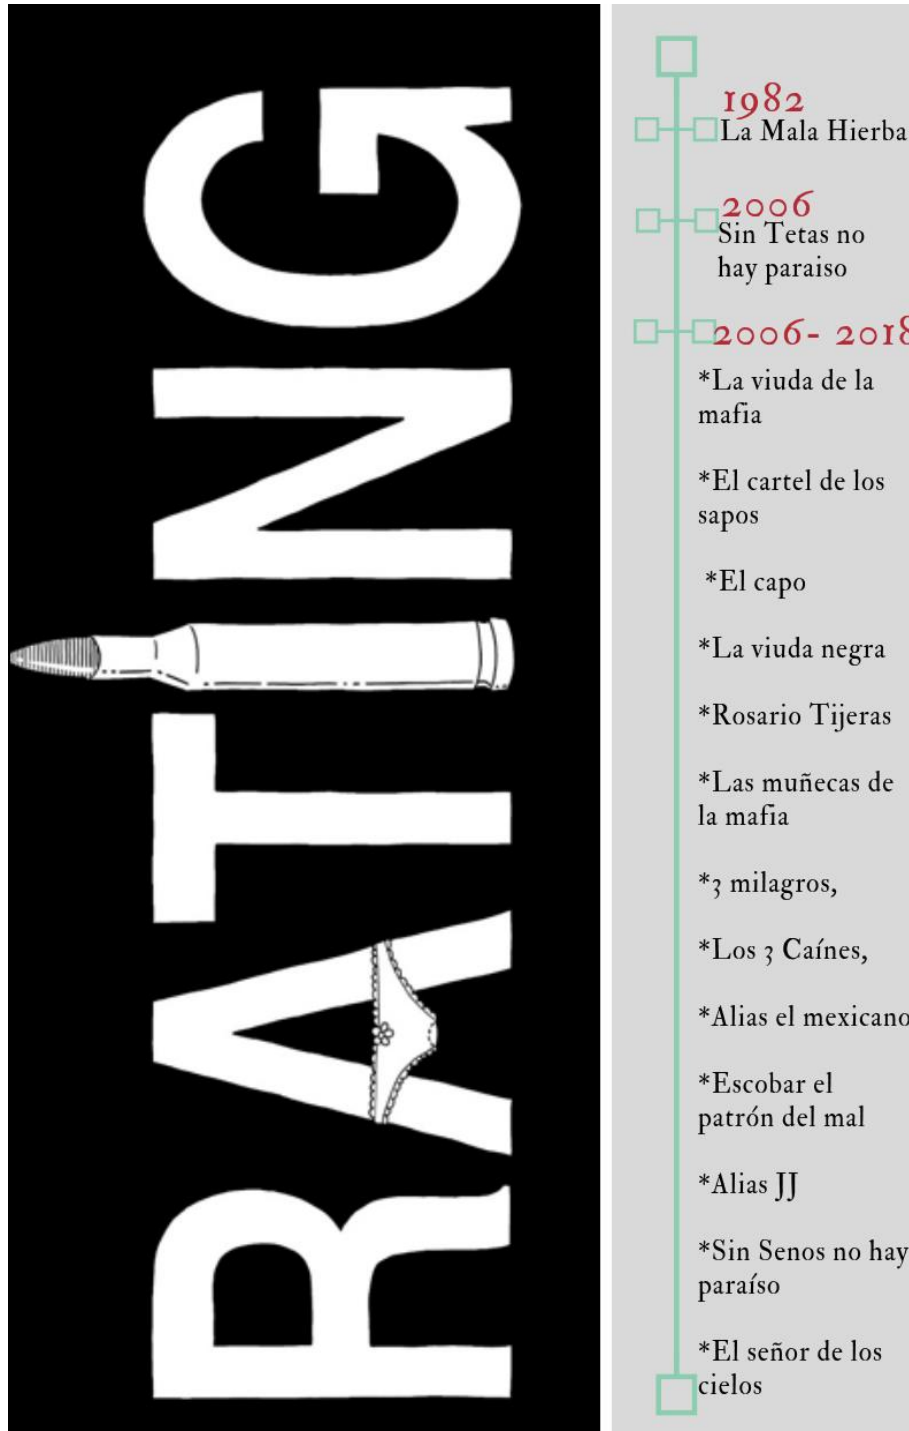 RATING
1982
La Mala Hierba
2006
Sin Tetas no
hay paraiso
2006- 2018
*La viuda de la
mafia
*El cartel de los
sapos
*El capo
*La viuda negra
*Rosario Tijeras
*Las muñecas de
la mafia
*3 milagros,
*Los 3 Caínes,
*Alias el mexicano
*Escobar el
patrón del mal
*Alias JJ
*Sin Senos no hay
paraíso
*El señor de los
cielos